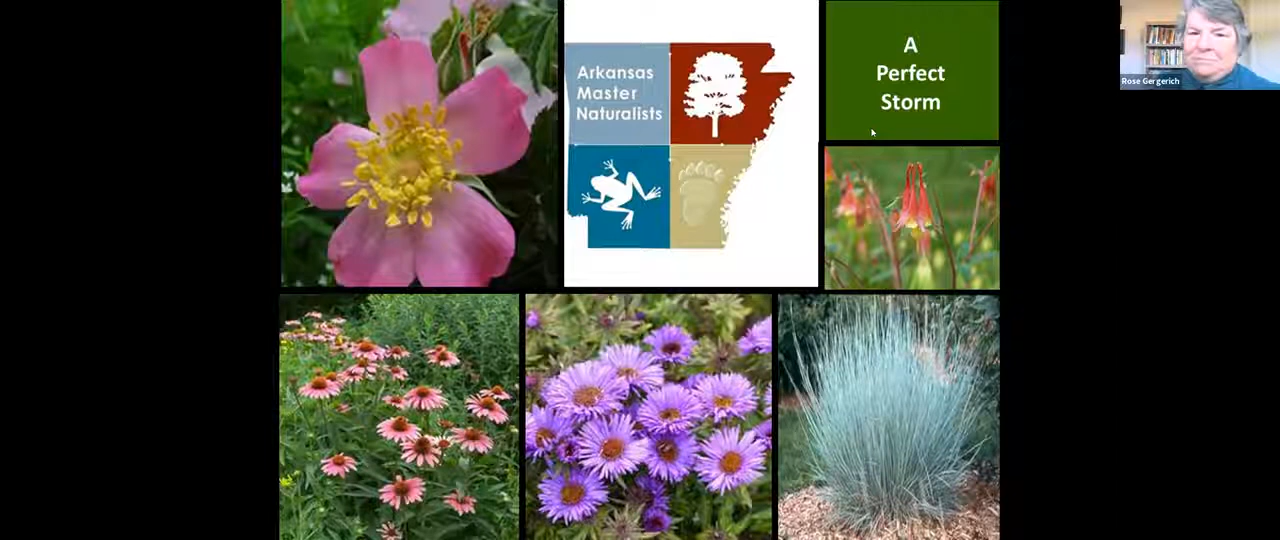 Arkansas
Master
Naturalists
A
Perfect
Storm
Rose Gergerich